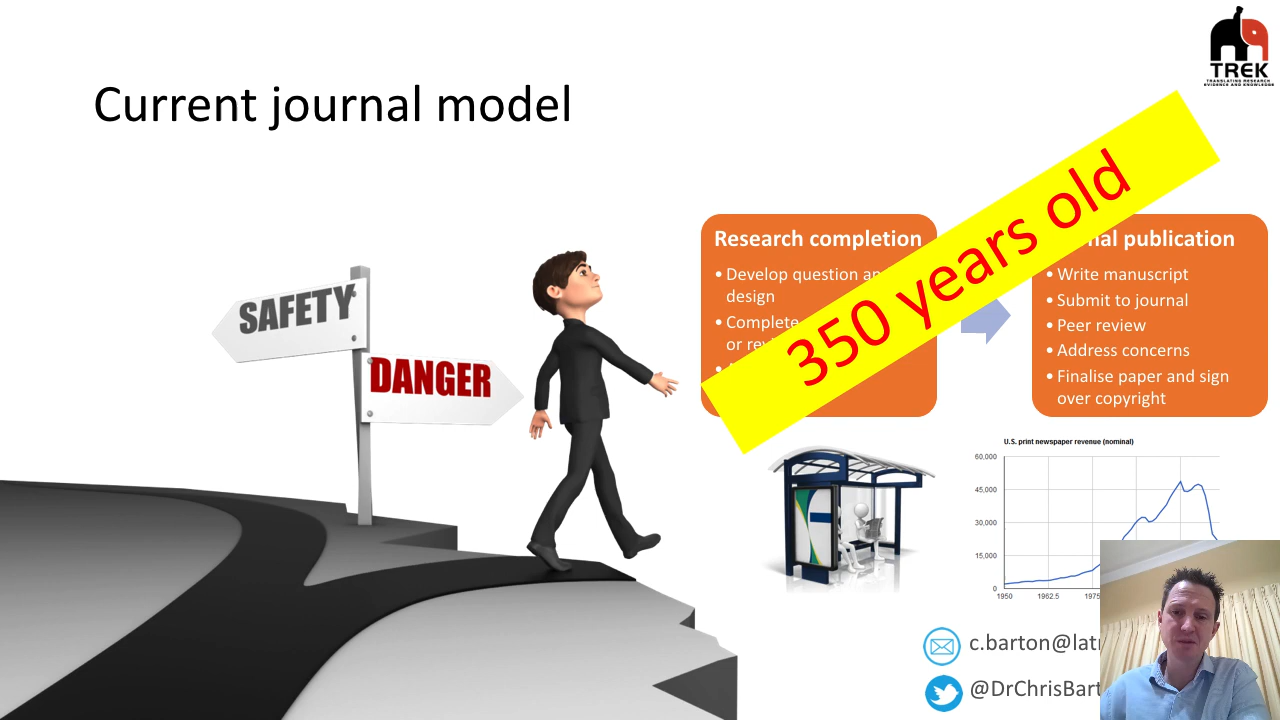 TREK
TRANSLATING RESEARCH
EVIDENCE AND KNOWLEDGE
Current journal model
SAFETY
DANGER
350 years old
Research completion
• Develop question an
design
• Complete
or rev
•
nal publication
• Write manuscript
• Submit to journal
• Peer review
• Address concerns
• Finalise paper and sign
over copyright
U.S. print newspaper revenue (nominal)
60,000
45,000
30,000
15,000
0
1950 1962.5 1975
c.barton@latr
@DrChrisBart